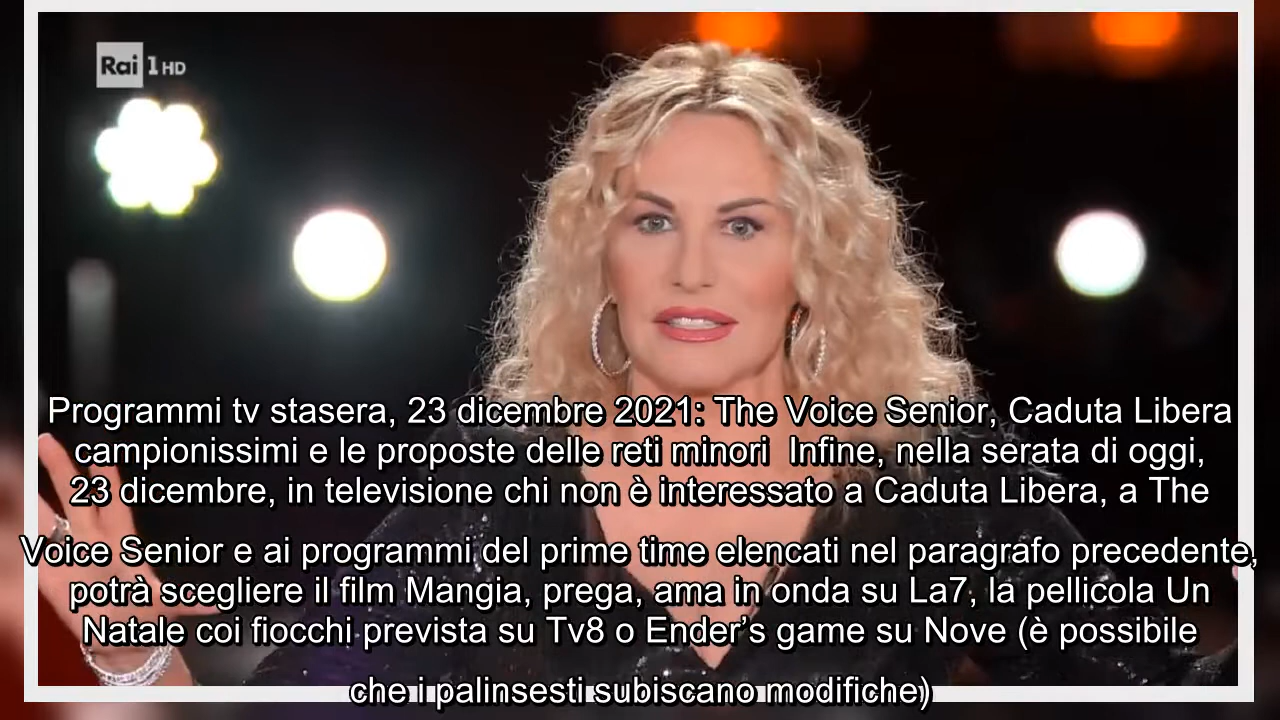 Rai 1 HD
Programmi tv stasera, 23 dicembre 2021: The Voice Senior, Caduta Libera
campionissimi e le proposte delle reti minori  Infine, nella serata di oggi,
23 dicembre, in televisione chi non è interessato a Caduta Libera, a The
Voice Senior e ai programmi del prime time elencati nel paragrafo precedente,
potrà scegliere il film Mangia, prega, ama in onda su La7, la pellicola Un
Natale coi fiocchi prevista su Tv8 o Ender’s game su Nove (è possibile
che i palinsesti subiscano modifiche)